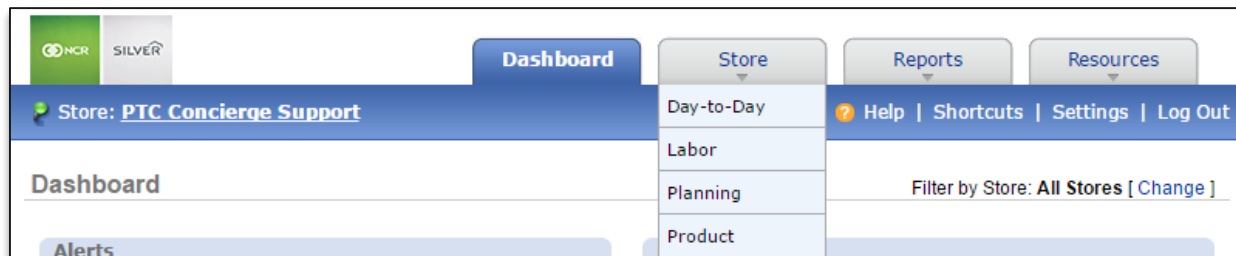 NCR SILVER
Dashboard Store Reports Resources
Store: PTC Concierge Support
Day-to-Day
Help | Shortcuts | Settings | Log Out
Labor
Dashboard
Planning
Filter by Store: All Stores [ Change ]
Product
Alerts